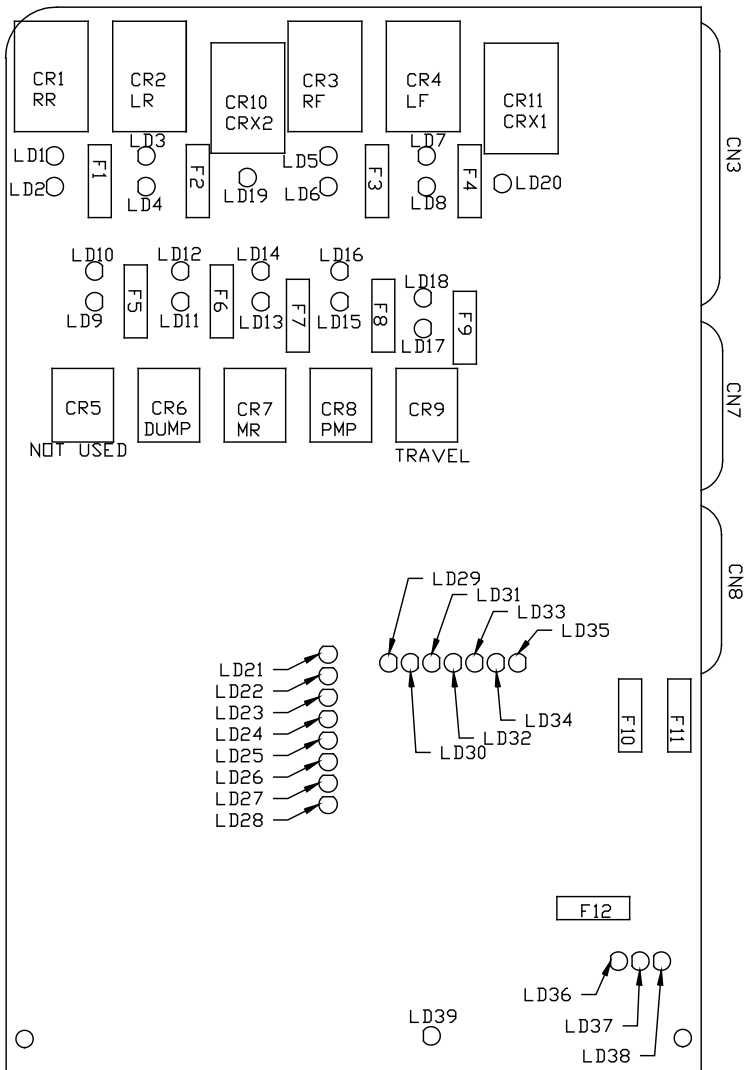 CR1
RR
CR2
LR
CR10
CRX2
CR3
RF
CR4
LF
CR11
CRX1
CN3
LD1
LD2
F1
LD3
LD4
F2
LD19
LD5
LD6
F3
LD7
LD8
F4
LD20
LD10
LD9
F5
LD12
LD11
F6
LD14
LD13
F7
LD16
LD15
F8
LD18
LD17
F9
CN7
CR5
NOT USED
CR6
DUMP
CR7
MR
CR8
PMP
CR9
TRAVEL
CN8
LD29
LD31
LD33
LD35
LD21
LD22
LD23
LD24
LD25
LD26
LD27
LD28
LD34
LD32
LD30
F10
F11
F12
LD36
LD37
LD38
LD39